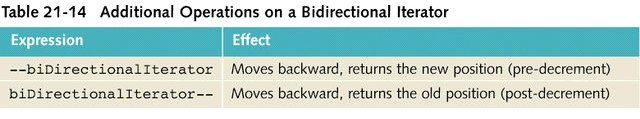 Table 21-14 Additional Operations on a Bidirectional Iterator
Expression Effect
--biDirectionalIterator Moves backward, returns the new position (pre-decrement)
biDirectionalIterator-- Moves backward, returns the old position (post-decrement)